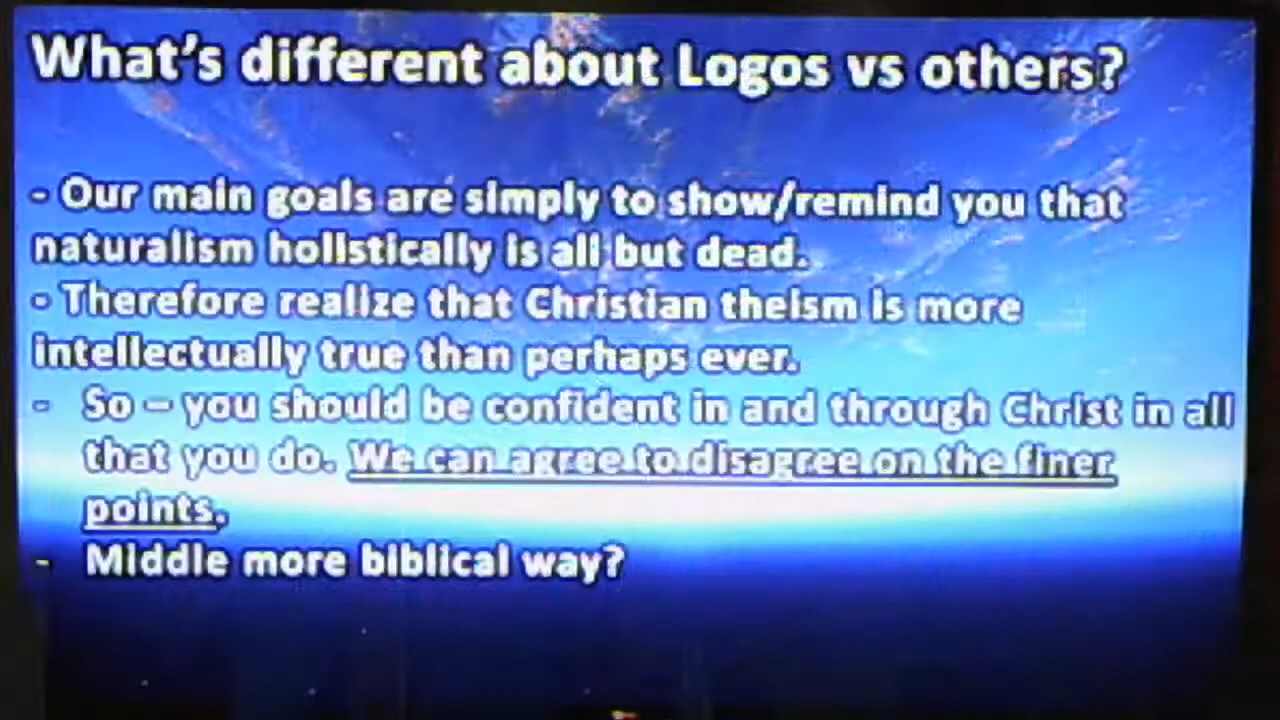 What's different about Logos vs others?
- Our main goals are simply to show/remind you that
naturalism holistically is all but dead.
- Therefore realize that Christian theism is more
intellectually true than perhaps ever.
- So – you should be confident in and through Christ in all
that you do. We can agree to disagree on the finer
points.
- Middle more biblical way?